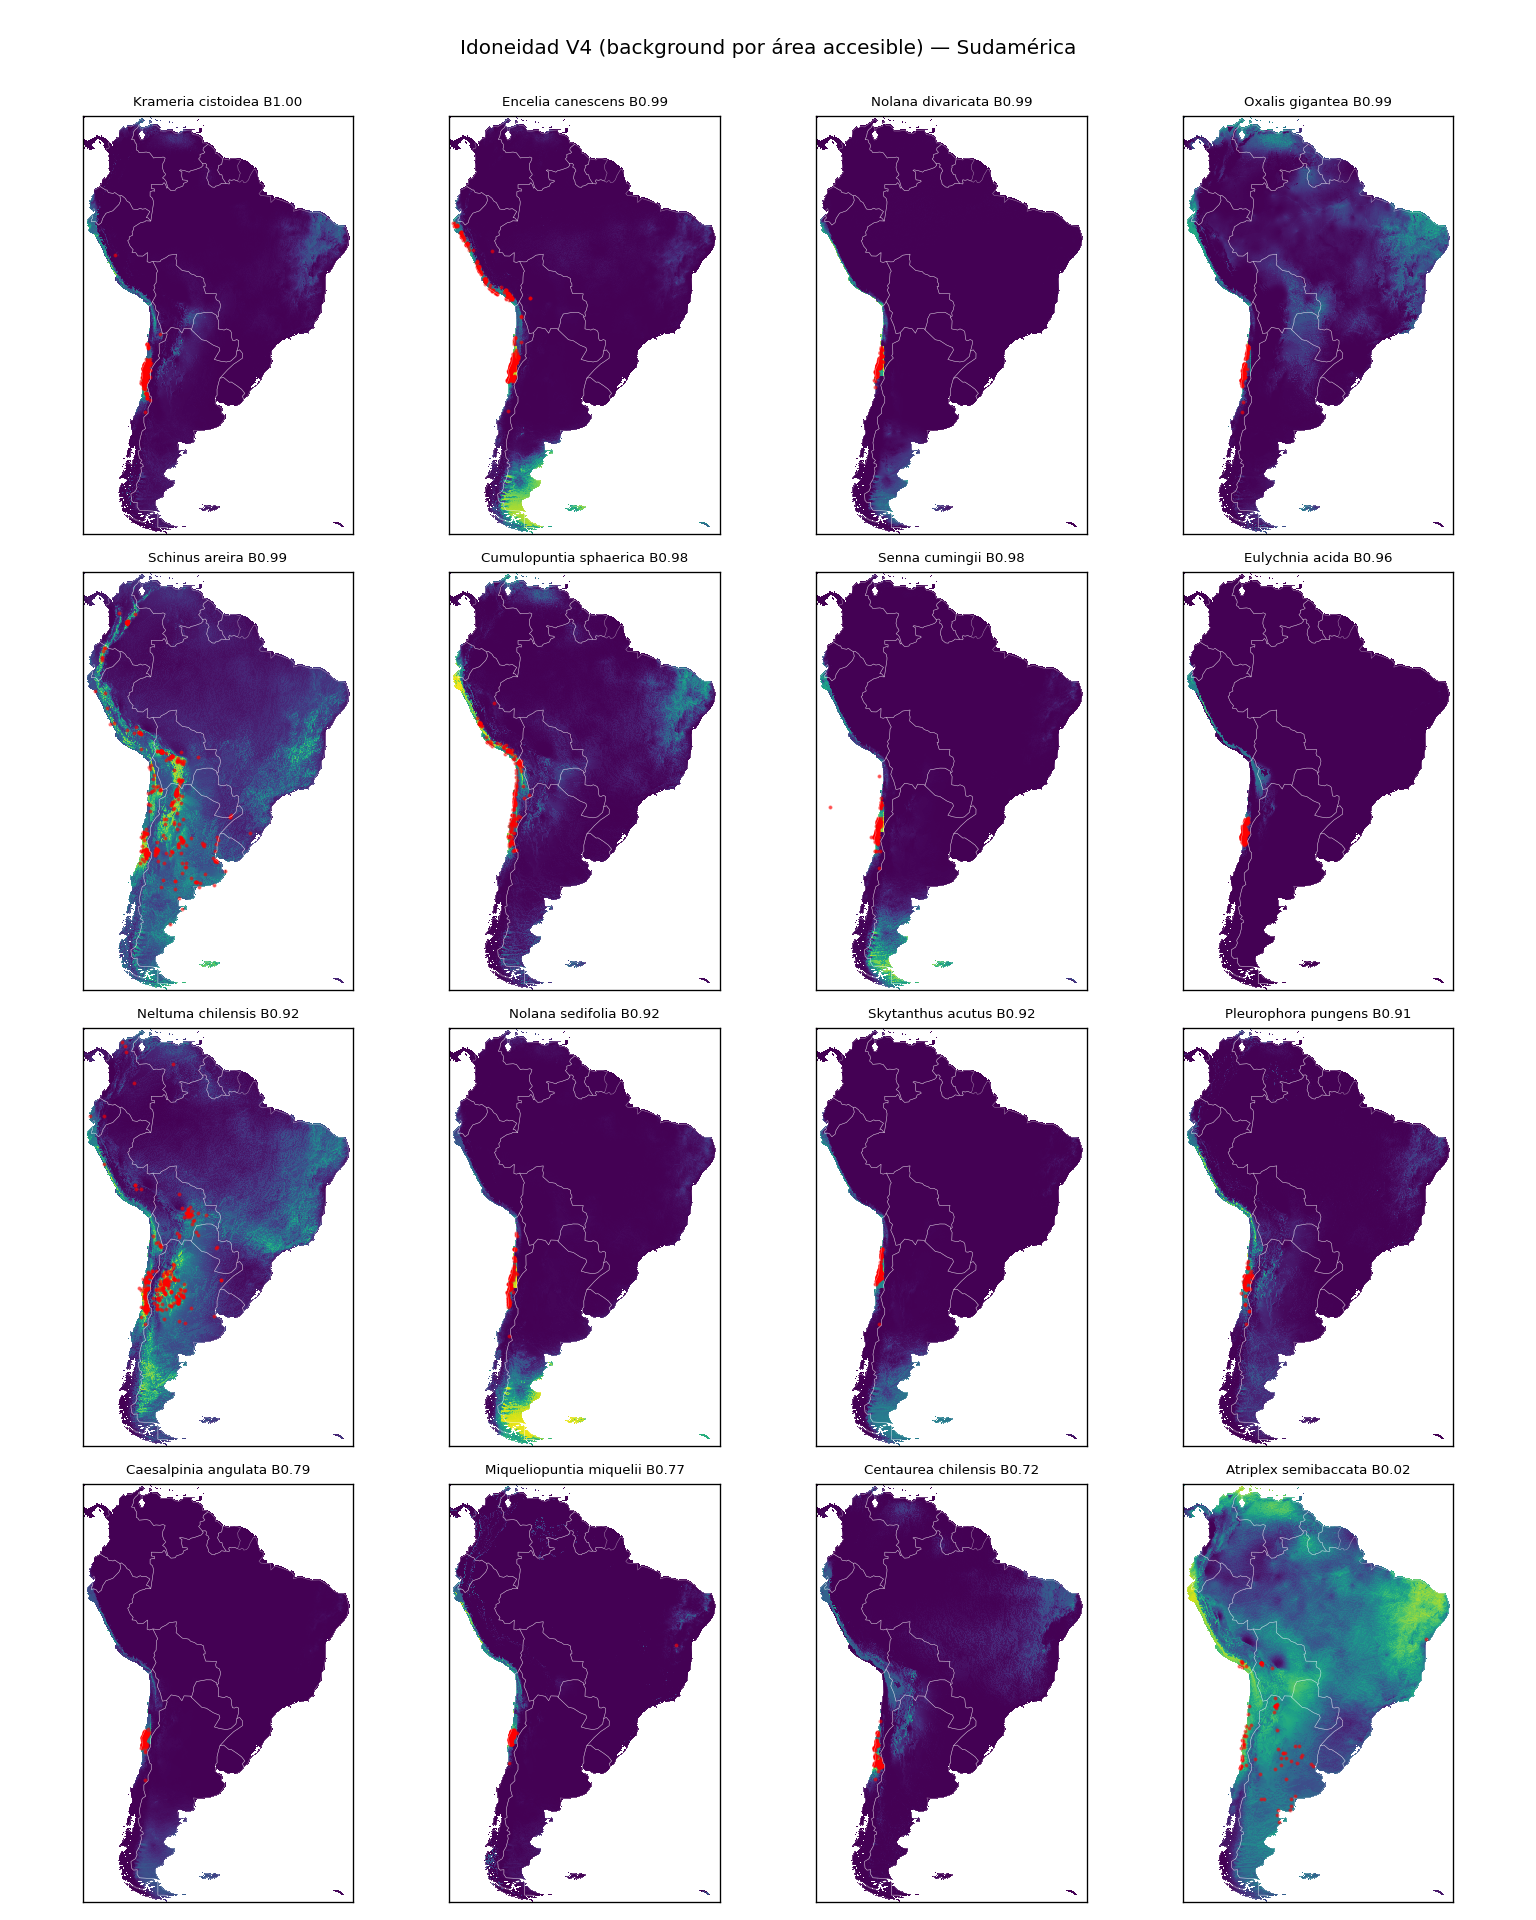 Idoneidad V4 (background por área accesible) — Sudamérica
Krameria cistoidea B1.00
Encelia canescens B0.99
Nolana divaricata B0.99
Oxalis gigantea B0.99
Schinus areira B0.99
Cumulopuntia sphaerica B0.98
Senna cumingii B0.98
Eulychnia acida B0.96
Neltuma chilensis B0.92
Nolana sedifolia B0.92
Skytanthus acutus B0.92
Pleurophora pungens B0.91
Caesalpinia angulata B0.79
Miqueliopuntia miquelii B0.77
Centaurea chilensis B0.72
Atriplex semibaccata B0.02